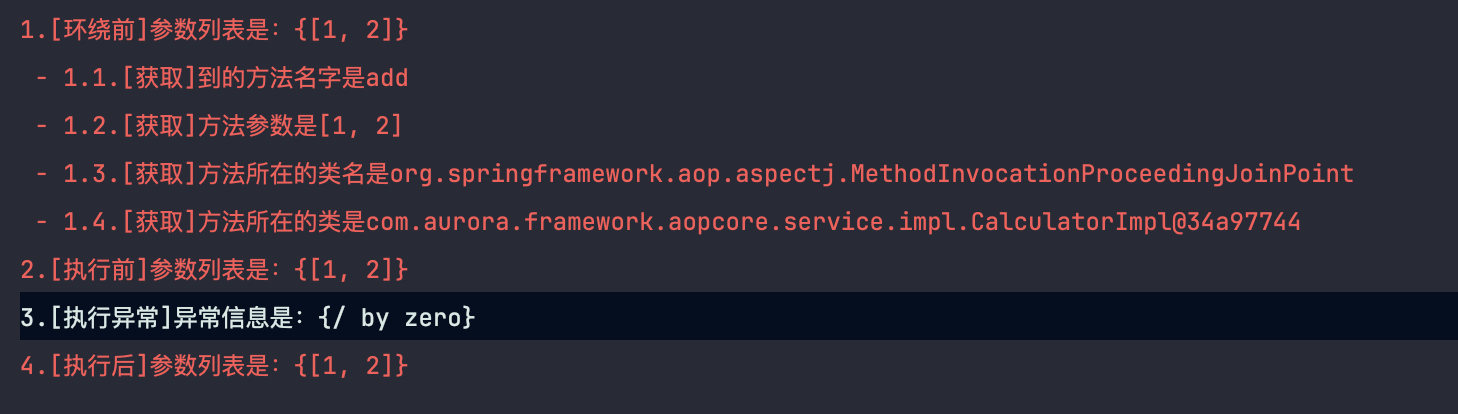 1.[环绕前]参数列表是：{[1, 2]}
- 1.1.[获取]到的方法名字是add
- 1.2.[获取]方法参数是[1, 2]
- 1.3.[获取]方法所在的类名是org.springframework.aop.aspectj.MethodInvocationProceedingJoinPoint
- 1.4.[获取]方法所在的类是com.aurora.framework.aopcore.service.impl.CalculatorImpl@34a97744
2.[执行前]参数列表是：{[1, 2]}
3.[执行异常]异常信息是：{/ by zero}
4.[执行后]参数列表是：{[1, 2]}